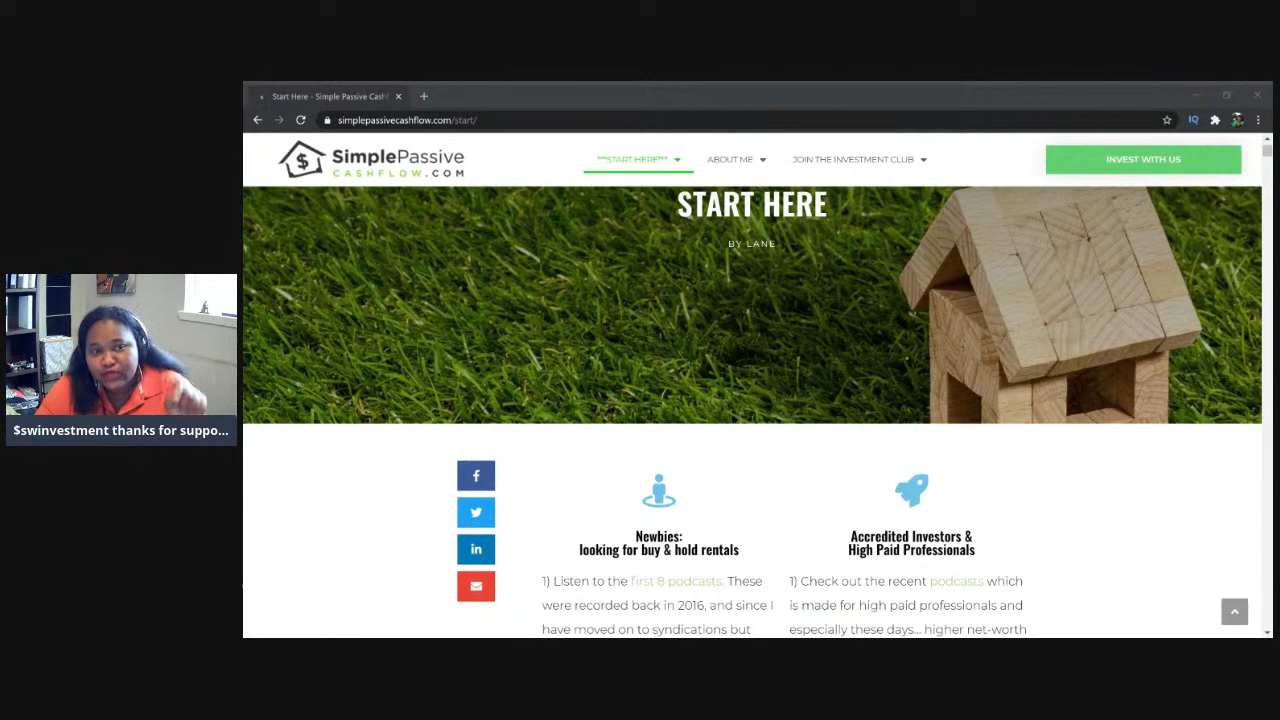 Start Here - Simple Passive Cash
simplepassivecashflow.com/start/
IQ
$
SimplePassive
CASHFLOW.COM
***START HERE***
ABOUT ME
JOIN THE INVESTMENT CLUB
INVEST WITH US
START HERE
BY LANE
$swinvestment thanks for suppo...
Newbies:
looking for buy & hold rentals
1) Listen to the first 8 podcasts. These
were recorded back in 2016, and since I
have moved on to syndications but
Accredited Investors &
High Paid Professionals
1) Check out the recent podcasts which
is made for high paid professionals and
especially these days... higher net-worth